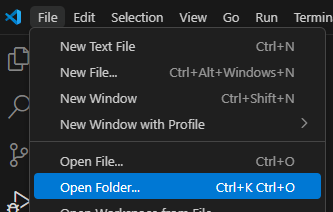 File Edit Selection View Go Run Termin
New Text File Ctrl+N
New File... Ctrl+Alt+Windows+N
New Window Ctrl+Shift+N
New Window with Profile
Open File... Ctrl+O
Open Folder... Ctrl+K Ctrl+O
Open Workspace from File